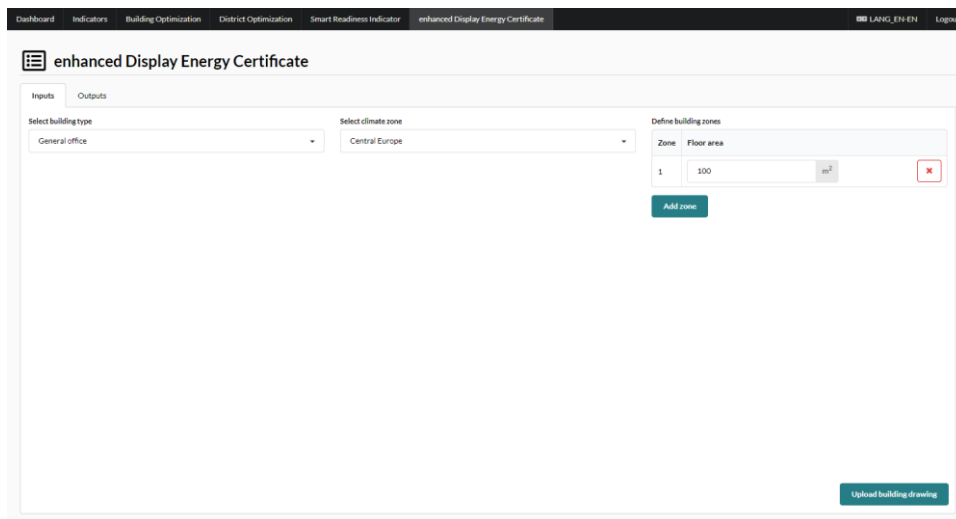 Dashboard Indicators Building Optimization District Optimization Smart Readiness Indicator enhanced Display Energy Certificate LANG_EN-EN Logou
enhanced Display Energy Certificate
Inputs Outputs
Select building type Select climate zone Define building zones
General office Central Europe Zone Floor area
1 100 m²
Add zone
Upload building drawing